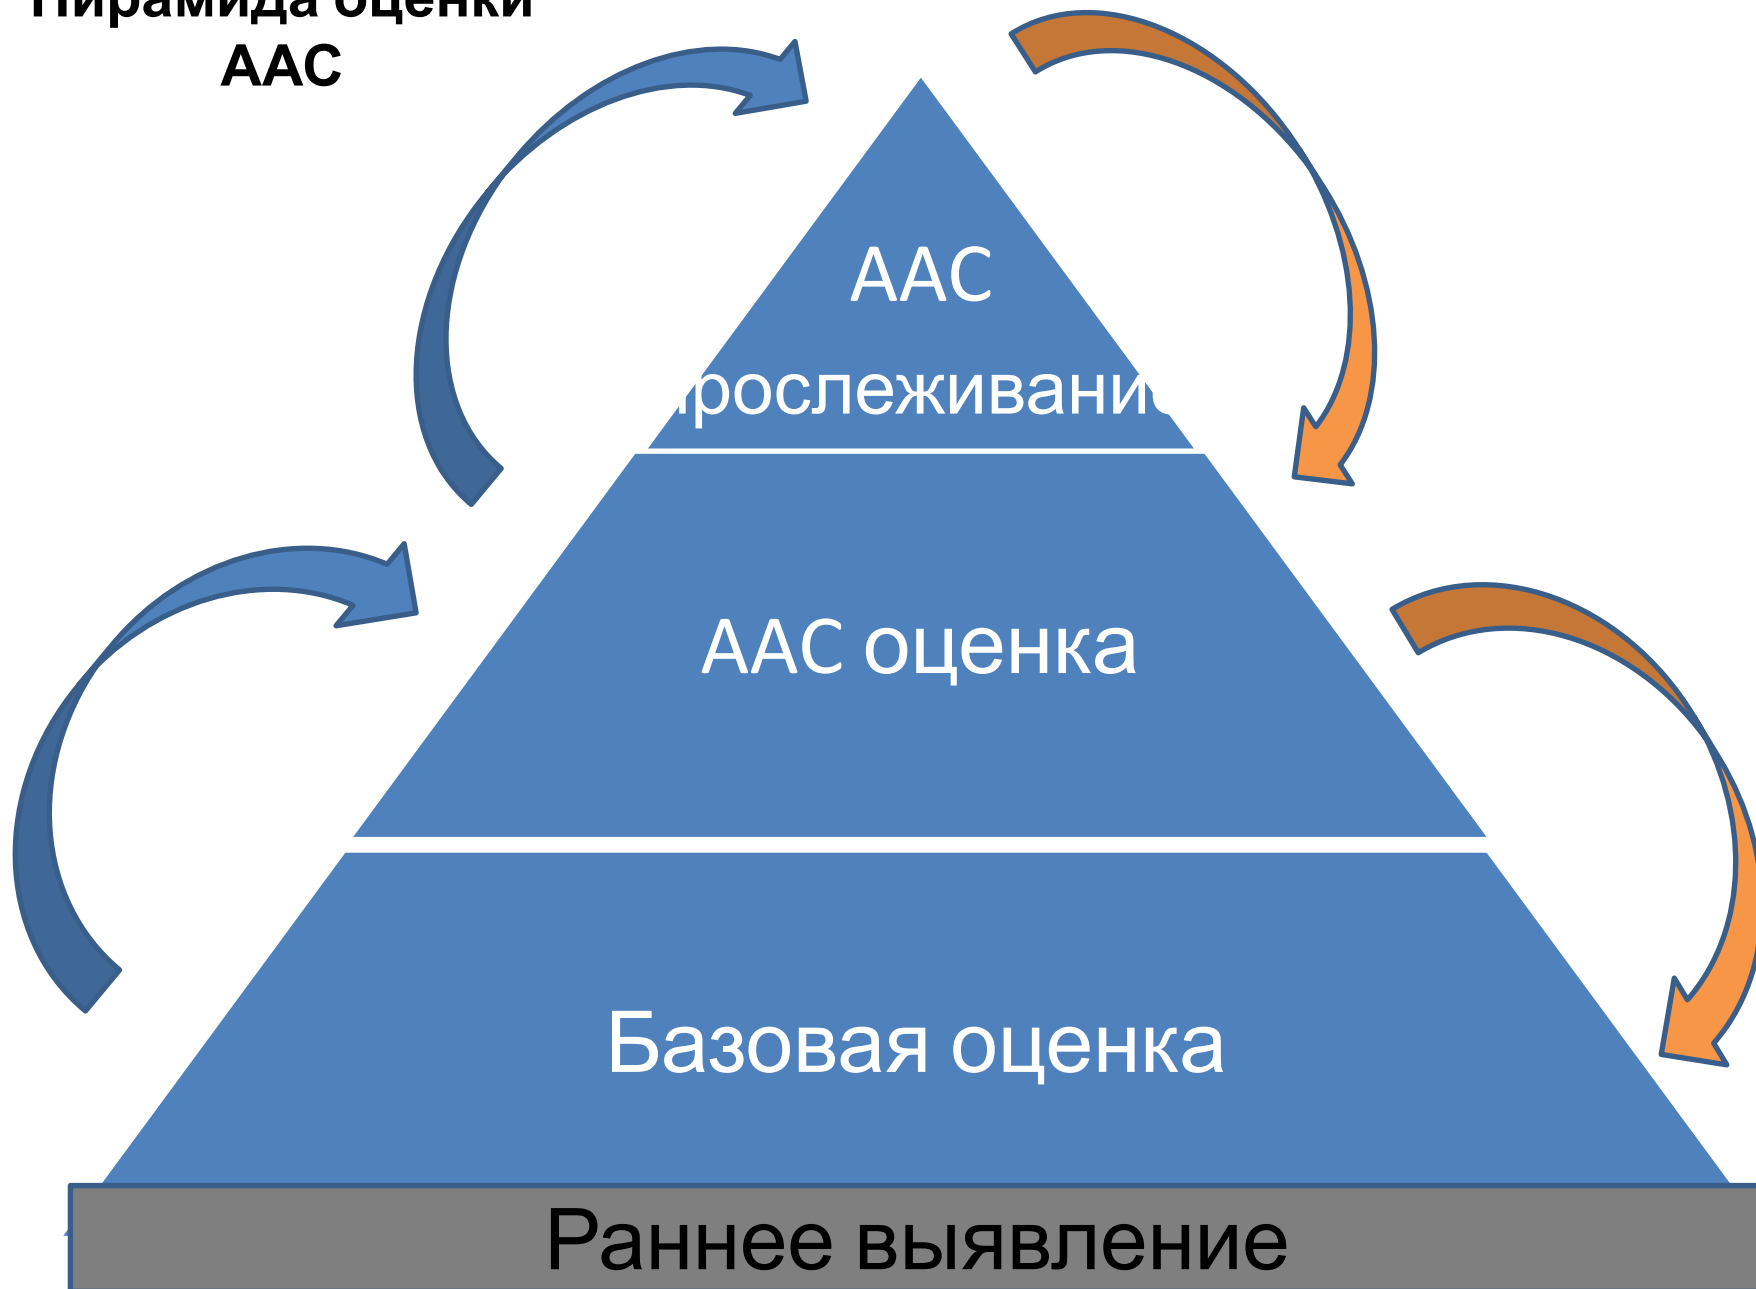 Пирамида оценки
ААС
ААС
прослеживание
ААС оценка
Базовая оценка
Раннее выявление